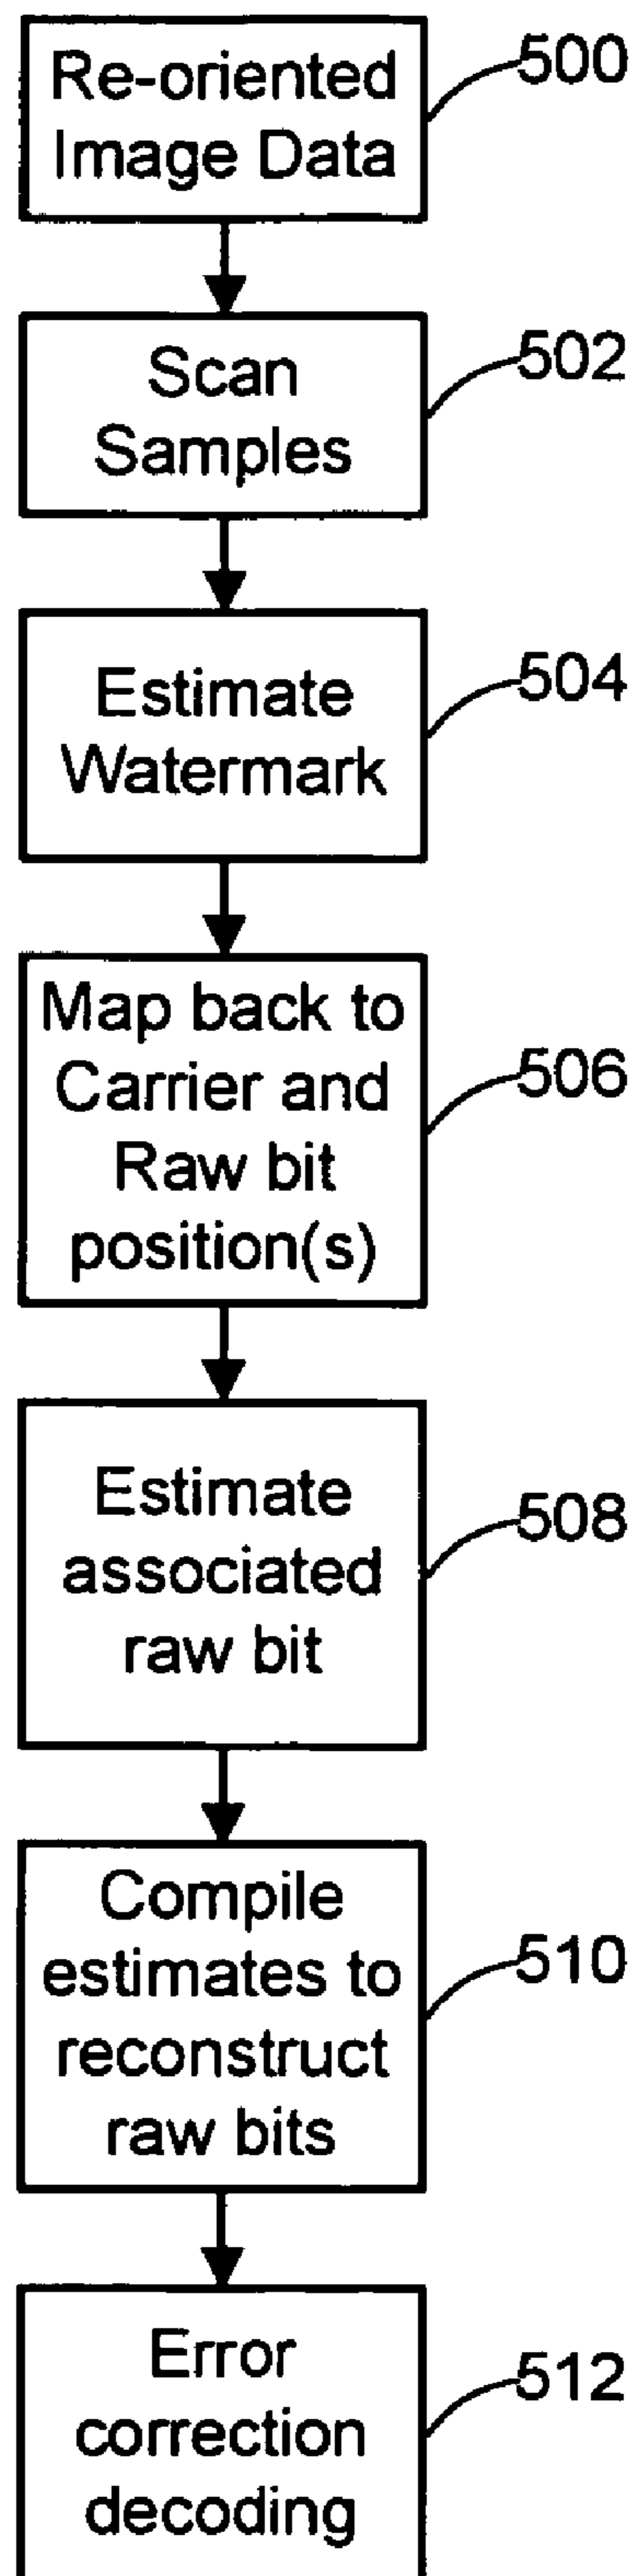 Re-oriented
Image Data
500
Scan
Samples
502
Estimate
Watermark
504
Map back to
Carrier and
Raw bit
position(s)
506
Estimate
associated
raw bit
508
Compile
estimates to
reconstruct
raw bits
510
Error
correction
decoding
512